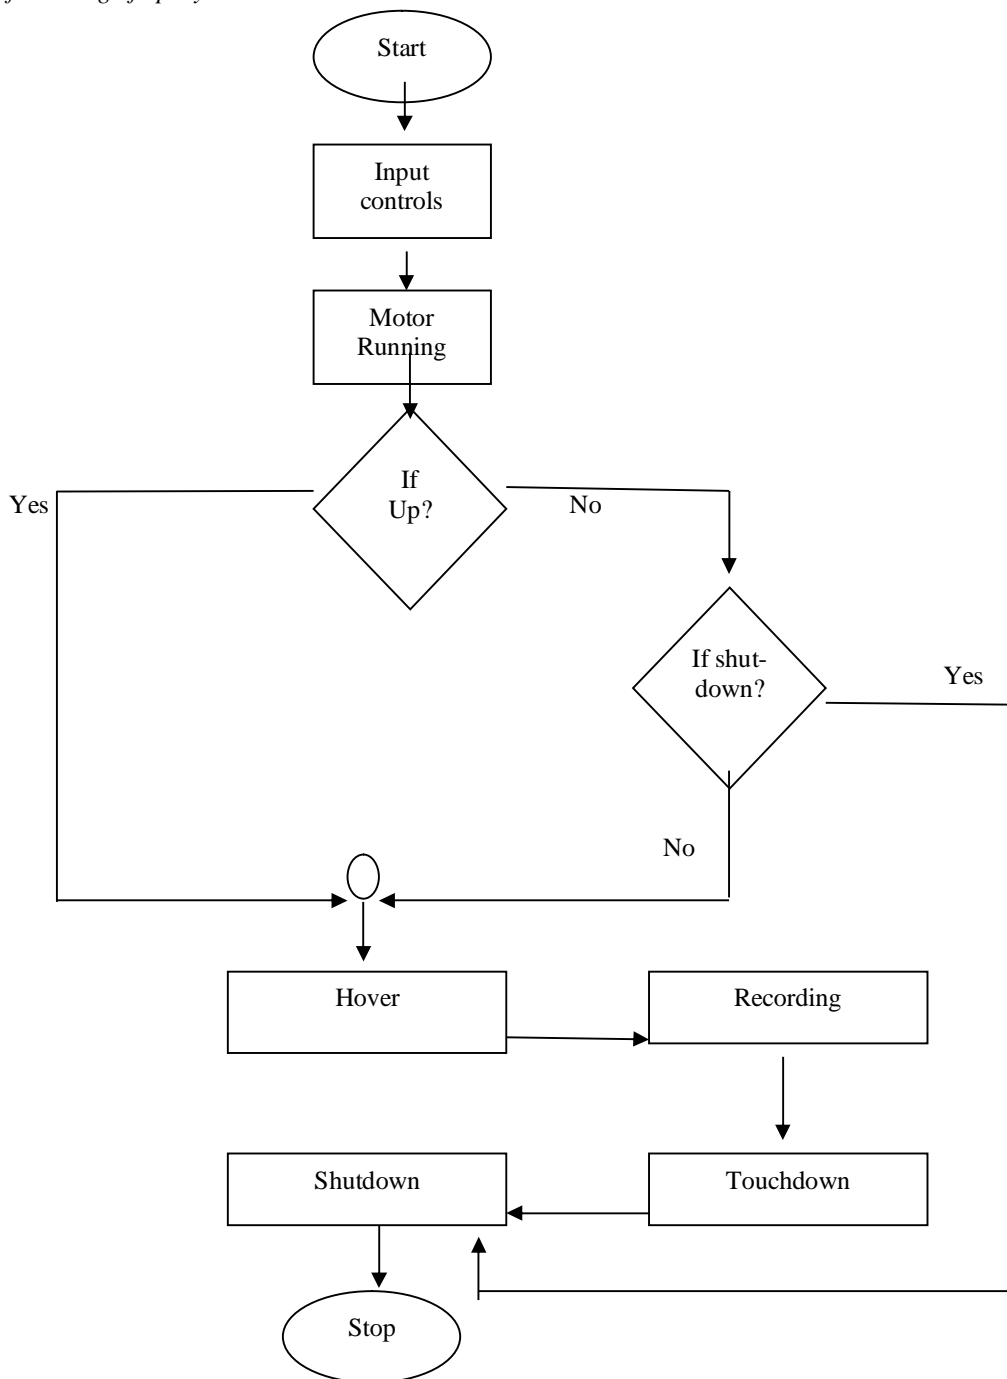 Start
Input
controls
Motor
Running
If
Up?
Yes
No
If shut-
down?
Yes
No
Hover
Recording
Shutdown
Touchdown
Stop